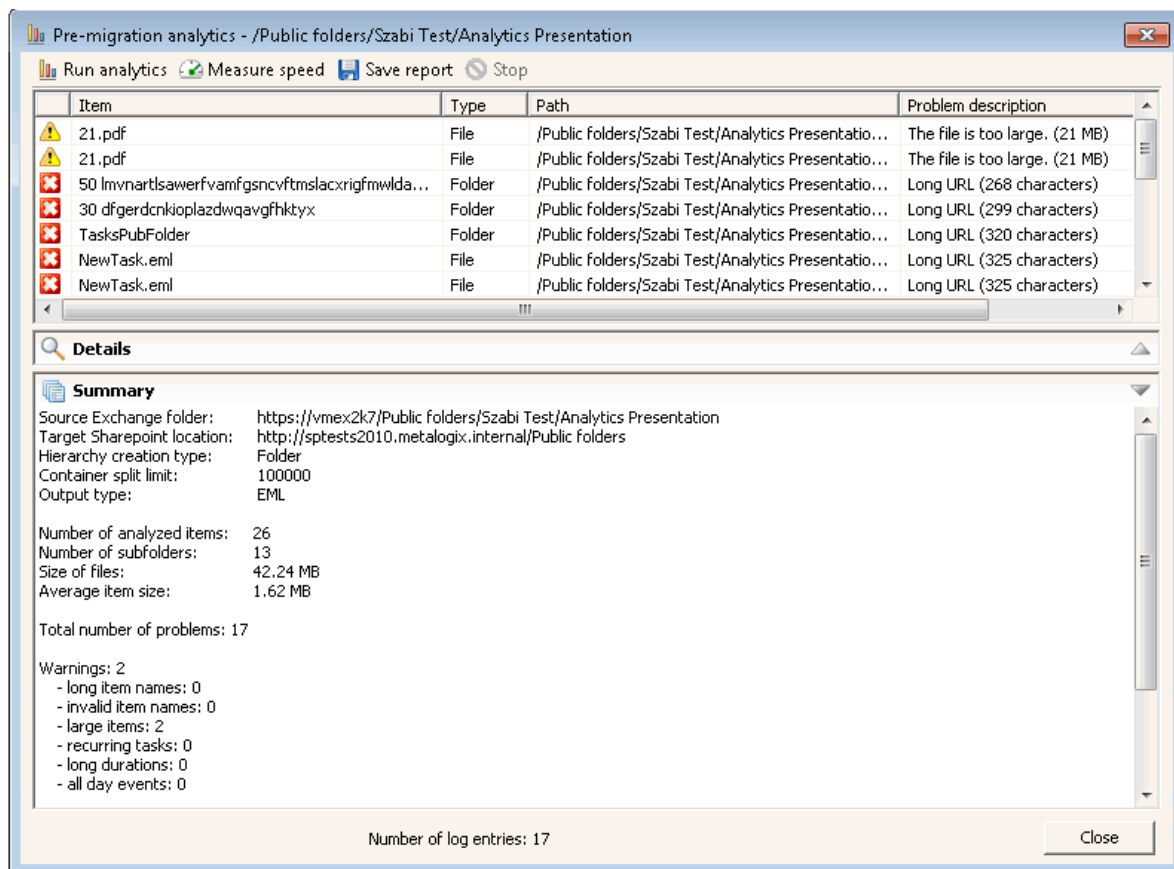 Pre-migration analytics - /Public folders/Szabi Test/Analytics Presentation
Run analytics Measure speed Save report Stop
Item Type Path Problem description
21.pdf File /Public folders/Szabi Test/Analytics Presentatio... The file is too large. (21 MB)
21.pdf File /Public folders/Szabi Test/Analytics Presentatio... The file is too large. (21 MB)
50 lmvnartlsawerfvamfgsncvftmslacxrigfmwlda... Folder /Public folders/Szabi Test/Analytics Presentatio... Long URL (268 characters)
30 dfgerdcnkioplazdwqavgfhktyx Folder /Public folders/Szabi Test/Analytics Presentatio... Long URL (299 characters)
TasksPubFolder Folder /Public folders/Szabi Test/Analytics Presentatio... Long URL (320 characters)
NewTask.eml File /Public folders/Szabi Test/Analytics Presentatio... Long URL (325 characters)
NewTask.eml File /Public folders/Szabi Test/Analytics Presentatio... Long URL (325 characters)
Details
Summary
Source Exchange folder: https://vmex2k7/Public folders/Szabi Test/Analytics Presentation
Target Sharepoint location: http://sptests2010.metalogix.internal/Public folders
Hierarchy creation type: Folder
Container split limit: 100000
Output type: EML
Number of analyzed items: 26
Number of subfolders: 13
Size of files: 42.24 MB
Average item size: 1.62 MB
Total number of problems: 17
Warnings: 2
- long item names: 0
- invalid item names: 0
- large items: 2
- recurring tasks: 0
- long durations: 0
- all day events: 0
Number of log entries: 17
Close